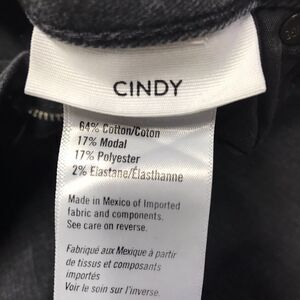 CINDY
64% Cotton/Coton
17% Modal
17% Polyester
2% Elastane/Élasthanne
Made in Mexico of Imported
fabric and components.
See care on reverse.
Fabriqué aux Mexique à partir
de tissus et composants
importés
Voir le soin sur l'inverse.